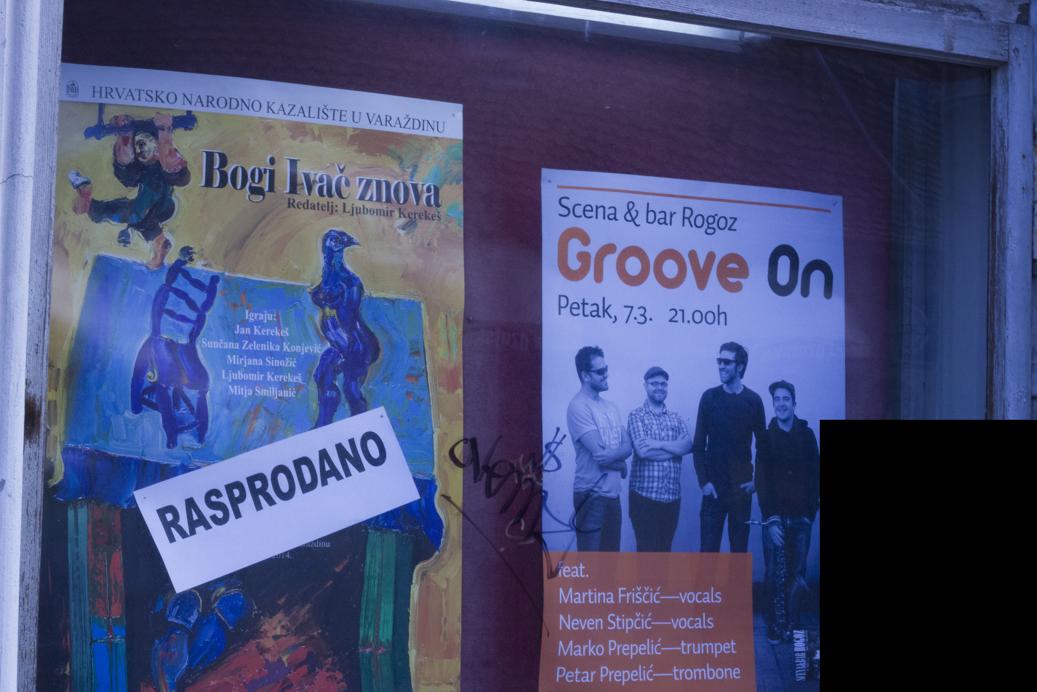 HRVATSKO NARODNO KAZALIŠTE U VARAŽDINU
Bogi Ivač znova
Redatelj: Ljubomir Kerekeš
Igraju:
Jan Kerekeš
Sunčana Zelenika Konjević
Mirjana Sinožić
Ljubomir Kerekeš
Mitja Smiljanić
RASPRODANO
Scena & bar Rogoz
Groove On
Petak, 7.3. 21.00h
feat.
Martina Friščić—vocals
Neven Stipčić—vocals
Marko Prepelić—trumpet
Petar Prepelić—trombone